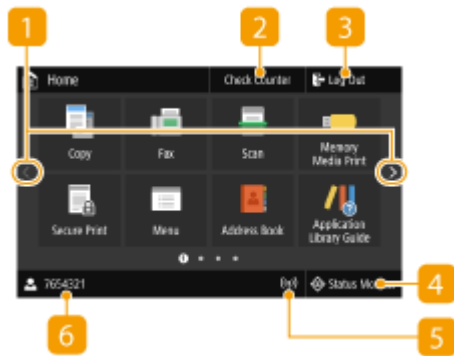 1
2
3
Home
Check Counter
Log Out
Copy
Fax
Scan
Memory
Media Print
Secure Print
Menu
Address Book
Application
Library Guide
1
7654321
Status Mo
4
5
6